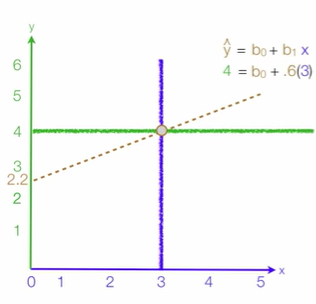 y
ŷ = b₀ + b₁ x
4 = b₀ + .6(3)
6
5
4
3
2.2
2
1
0 1 2 3 4 5 x